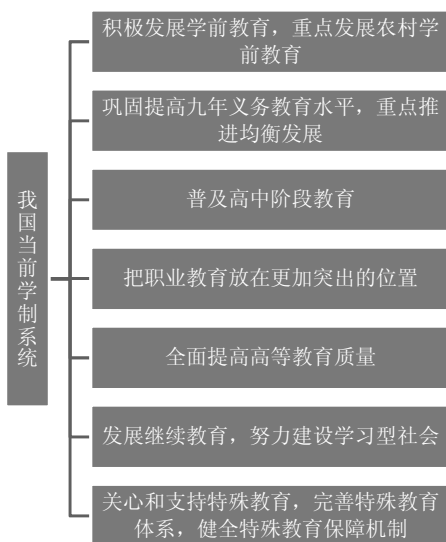 我国当前学制系统
积极发展学前教育，重点发展农村学
前教育
巩固提高九年义务教育水平，重点推
进均衡发展
普及高中阶段教育
把职业教育放在更加突出的位置
全面提高高等教育质量
发展继续教育，努力建设学习型社会
关心和支持特殊教育，完善特殊教育
体系，健全特殊教育保障机制